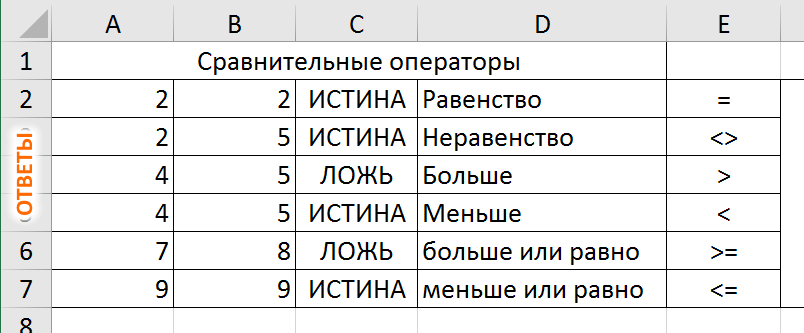 A B C D E
1 Сравнительные операторы
2 2 2 ИСТИНА Равенство =
2 5 ИСТИНА Неравенство <>
4 5 ЛОЖЬ Больше >
4 5 ИСТИНА Меньше <
6 7 8 ЛОЖЬ больше или равно >=
7 9 9 ИСТИНА меньше или равно <=
8
ОТВЕТЫ